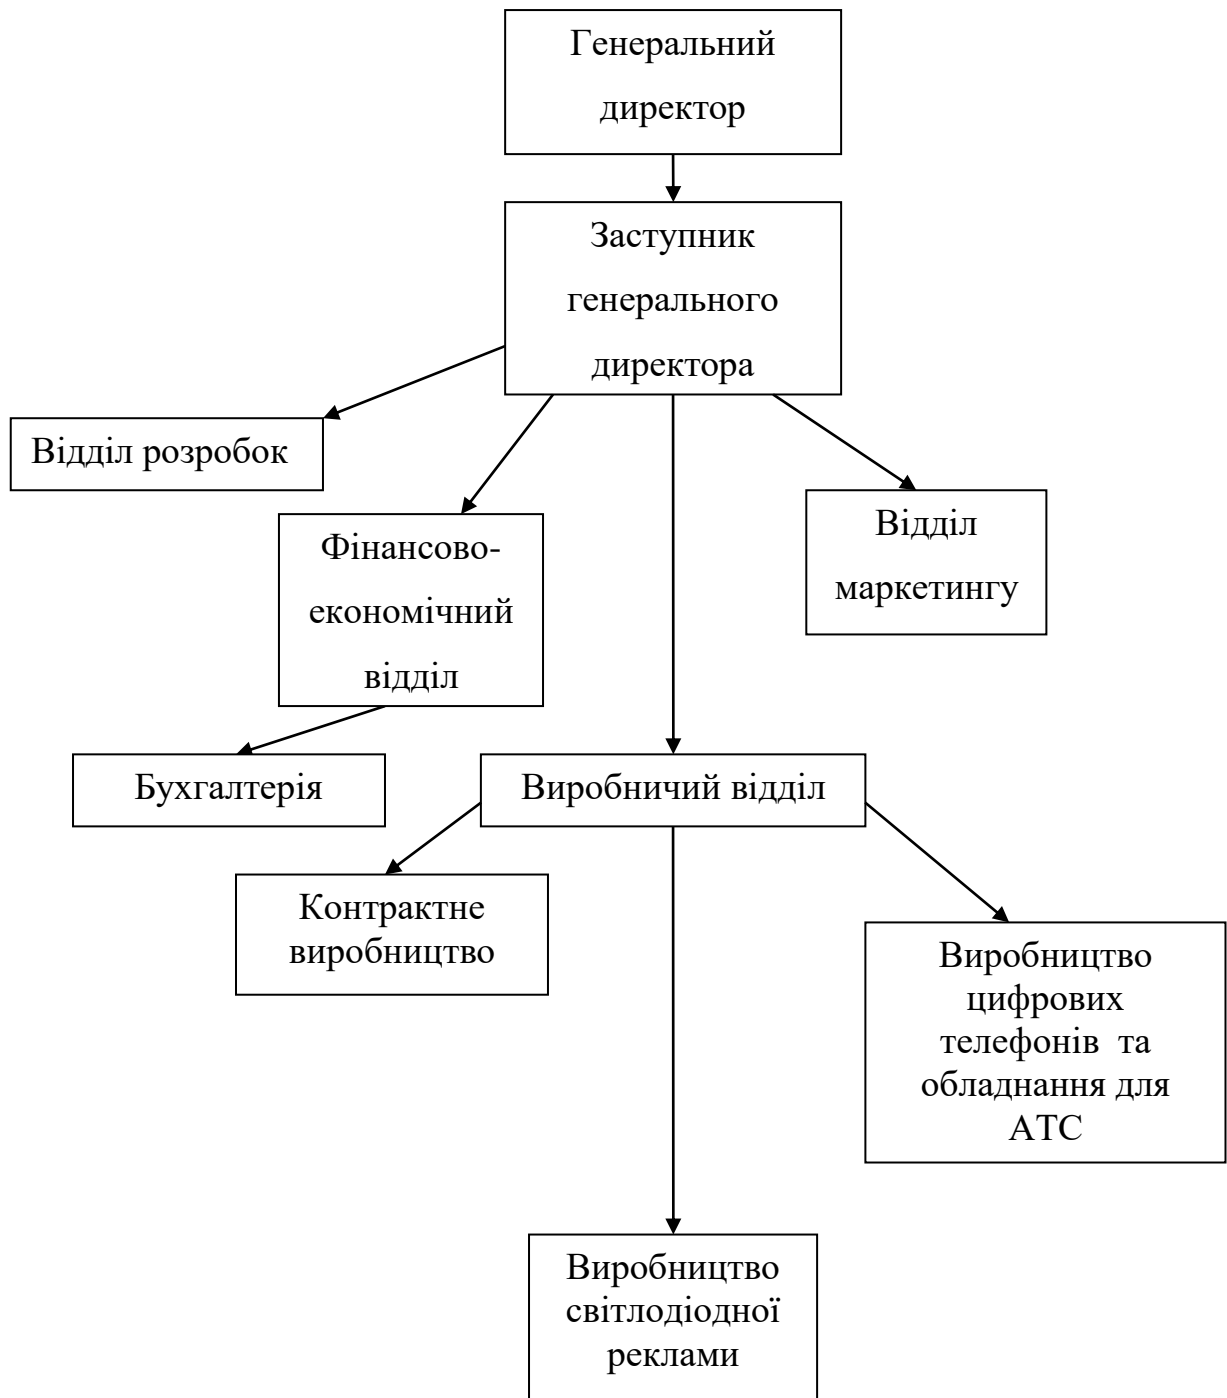 Генеральний
директор
Заступник
генерального
директора
Відділ розробок
Фінансово-
економічний
відділ
Відділ
маркетингу
Бухгалтерія
Виробничий відділ
Контрактне
виробництво
Виробництво
цифрових
телефонів та
обладнання для
АТС
Виробництво
світлодіодної
реклами